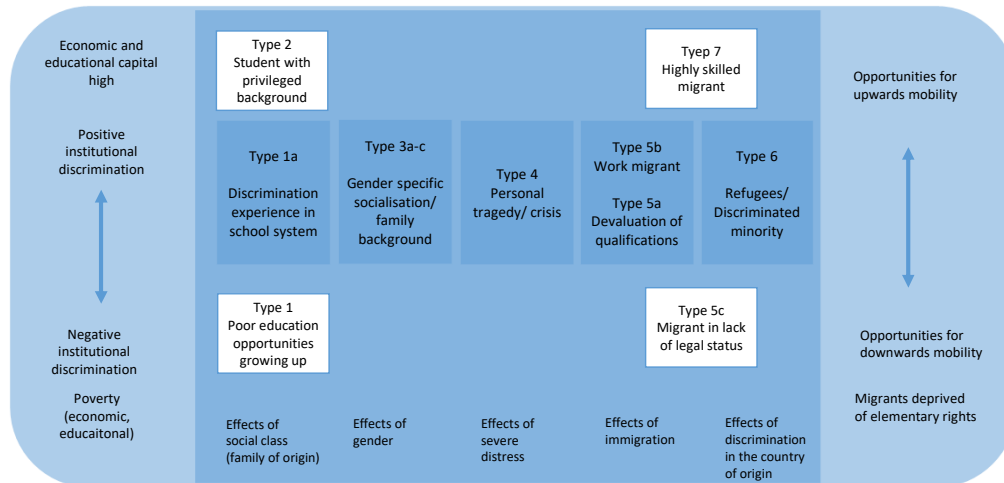 Economic and
educational capital
high
Positive
institutional
discrimination
Negative
institutional
discrimination
Poverty
(economic,
educaitonal)
Type 2
Student with
privileged
background
Tyep 7
Highly skilled
migrant
Type 1a
Discrimination
experience in
school system
Type 3a-c
Gender specific
socialisation/
family
background
Type 4
Personal
tragedy/ crisis
Type 5b
Work migrant
Type 5a
Devaluation of
qualifications
Type 6
Refugees/
Discriminated
minority
Type 1
Poor education
opportunities
growing up
Type 5c
Migrant in lack
of legal status
Effects of
social class
(family of origin)
Effects of
gender
Effects of
severe
distress
Effects of
immigration
Effects of
discrimination
in the country
of origin
Opportunities for
upwards mobility
Opportunities for
downwards mobility
Migrants deprived
of elementary rights